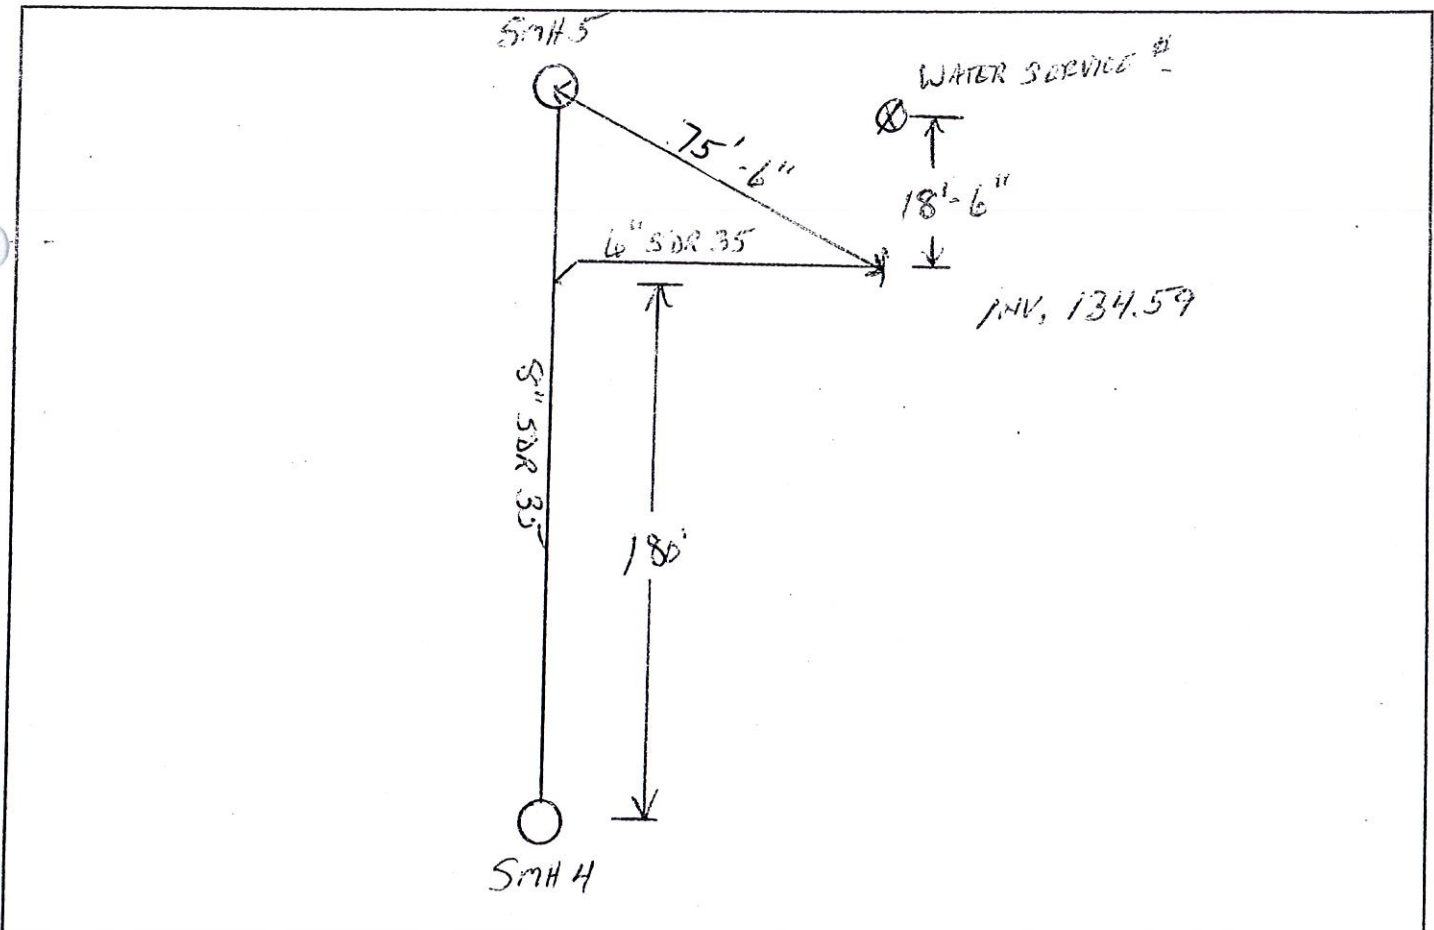 SMH 5
WATER SERVICE #
75'-6"
18'-6"
6" SDR 35
INV, 134.59
8" SDR 35
180'
SMH 4